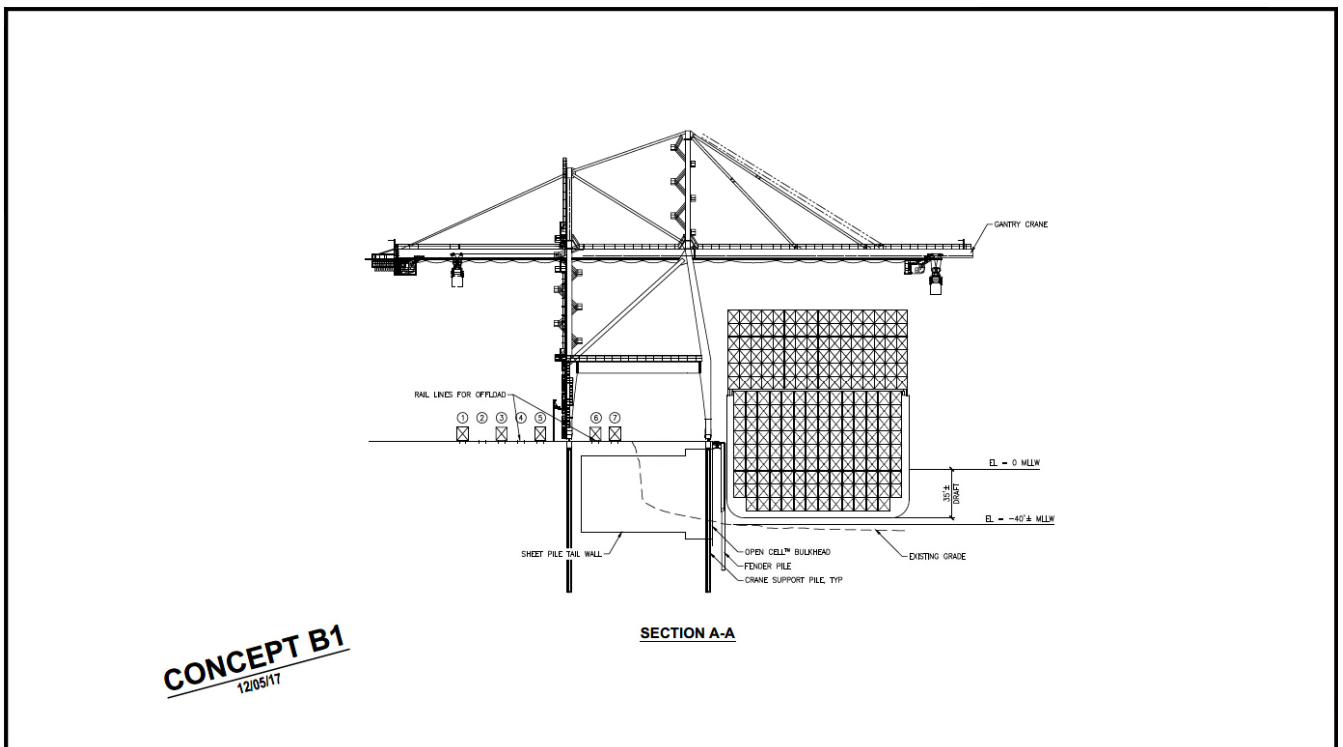 GANTRY CRANE
RAIL LINES FOR OFFLOAD
1 2 3 4 5 6 7
EL = 0 MLLW
35'±
DRAFT
EL = -40'± MLLW
SHEET PILE TAIL WALL
OPEN CELL™ BULKHEAD
FENDER PILE
CRANE SUPPORT PILE, TYP
EXISTING GRADE
SECTION A-A
CONCEPT B1
12/05/17